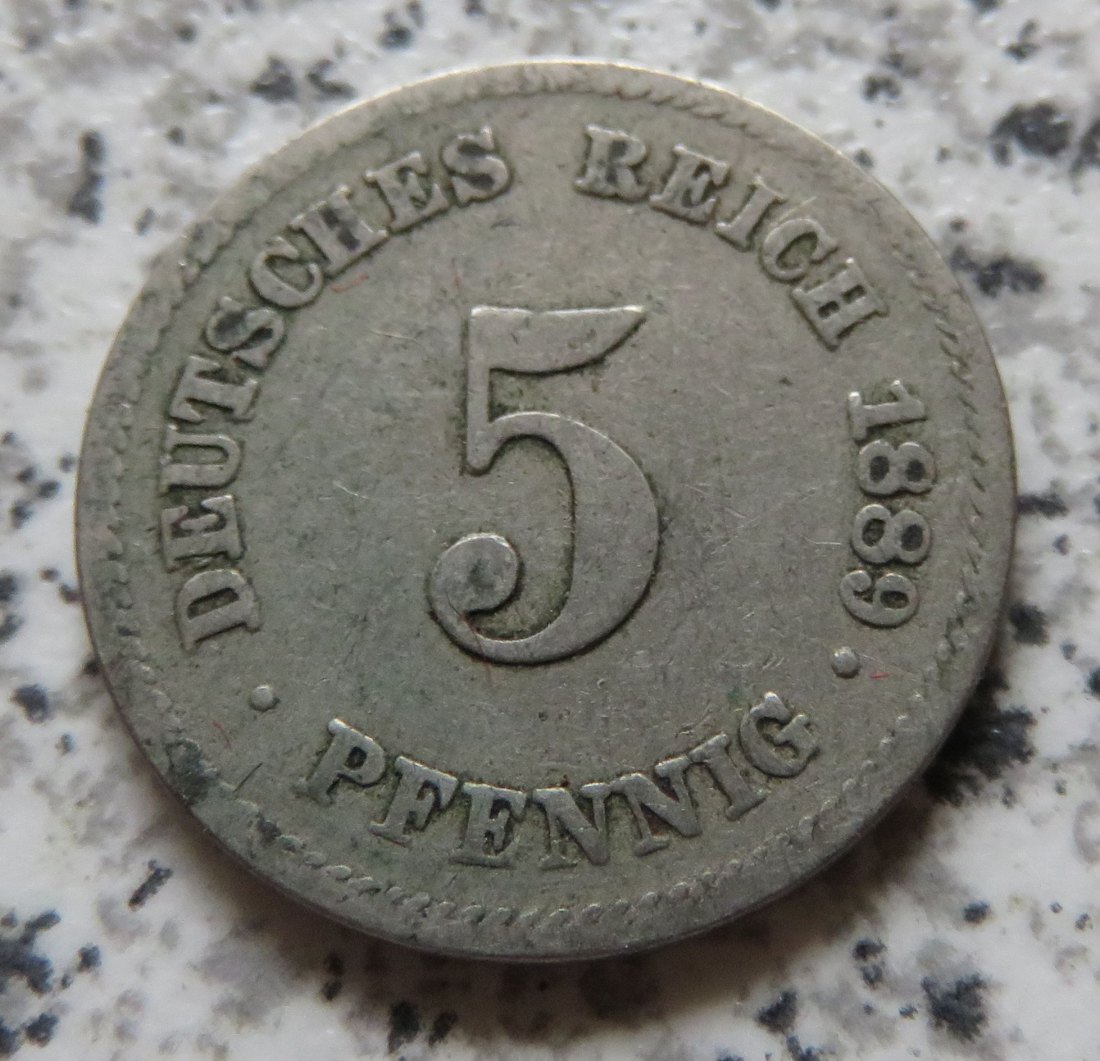 DEUTSCHES REICH 1889
5
· PFENNIG ·